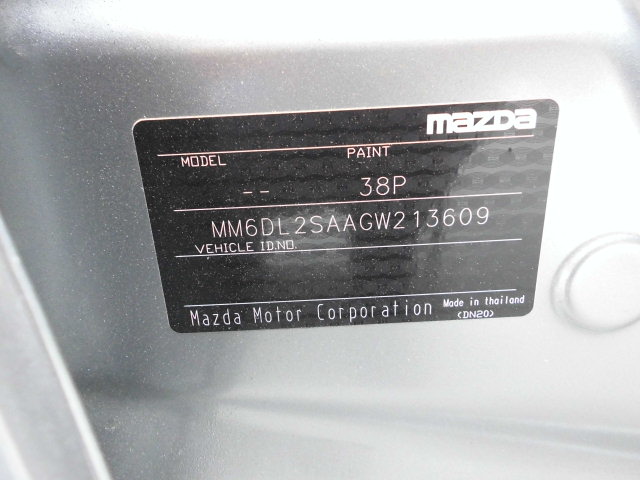 mazda
MODEL PAINT
-- 38P
MM6DL2SAAGW213609
VEHICLE ID.NO.
Mazda Motor Corporation Made in thailand
(DN20)